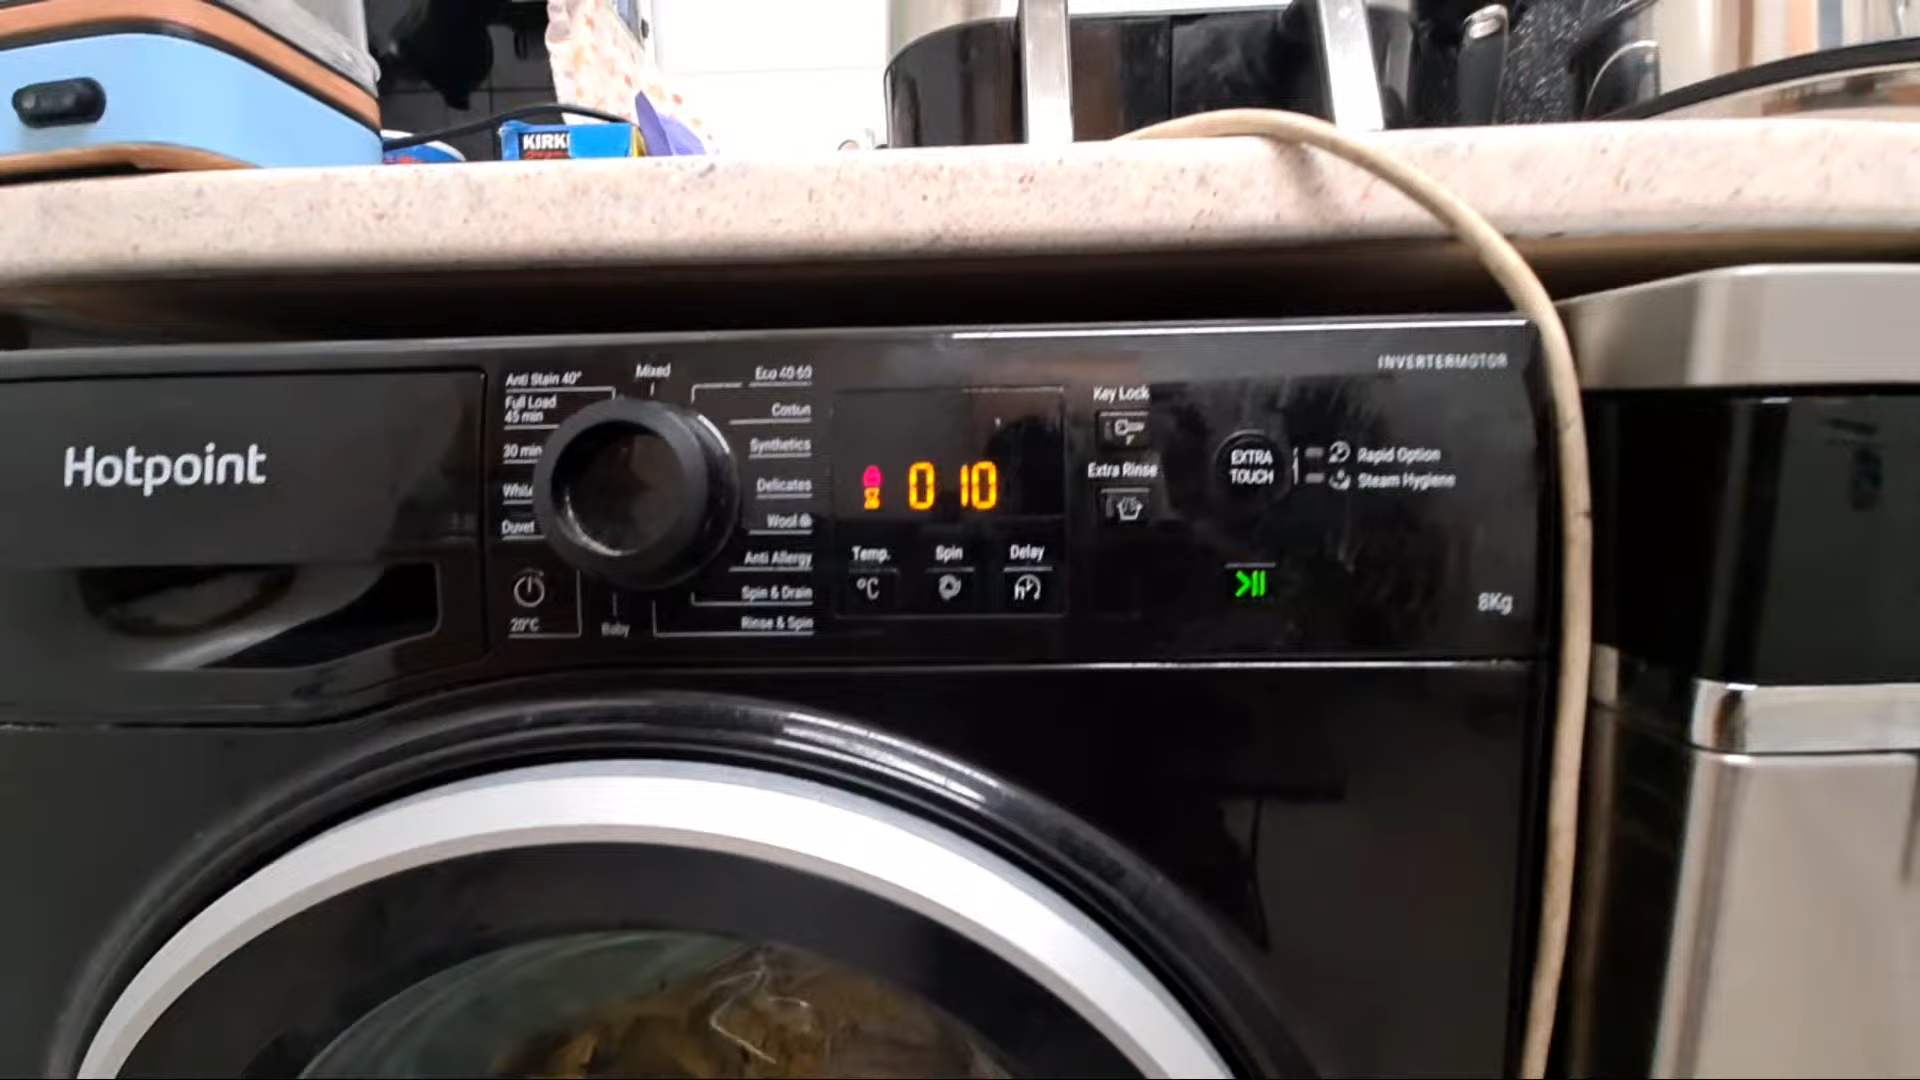 KIRKL
INVERTERMOTOR
Hotpoint
Anti Stain 40°
Full Load
45 min
30 min
White
Duvet
20°C
Mixed
Baby
Eco 40-60
Cotton
Synthetics
Delicates
Wool
Anti Allergy
Spin & Drain
Rinse & Spin
0 10
Temp.
°C
Spin
Delay
h
Key Lock
Extra Rinse
EXTRA
TOUCH
Rapid Option
Steam Hygiene
8Kg